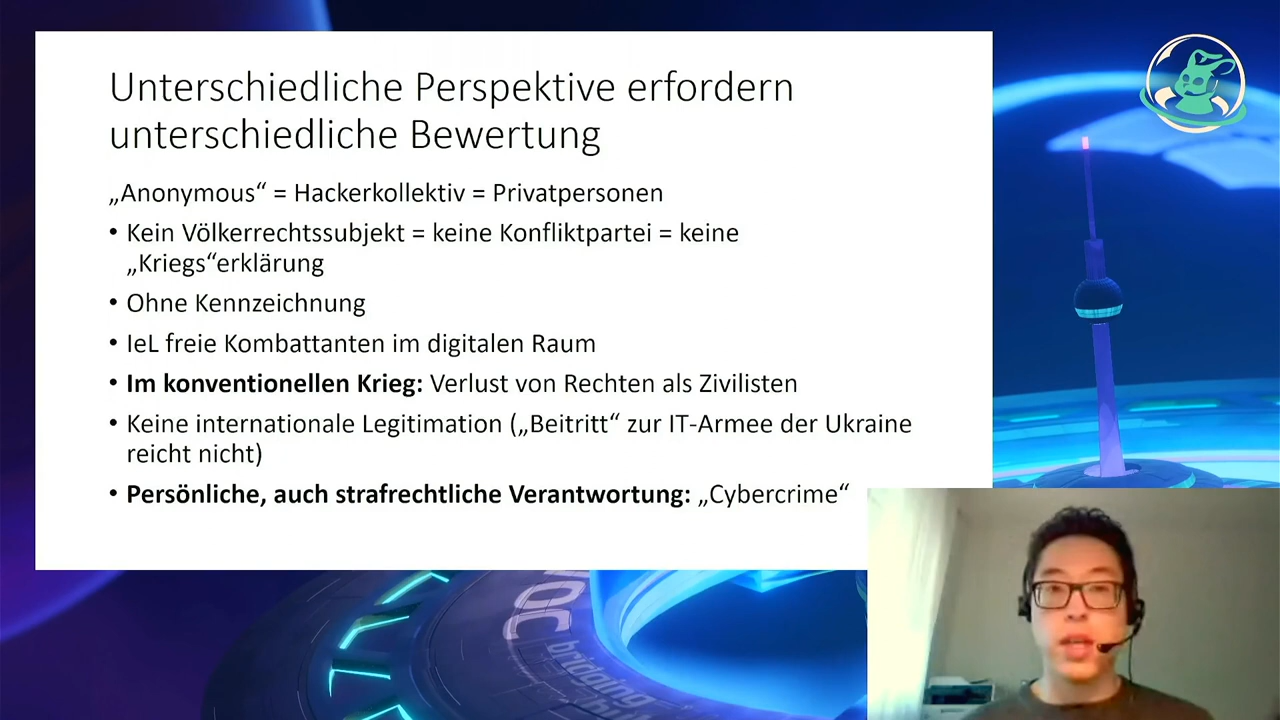 Unterschiedliche Perspektive erfordern
unterschiedliche Bewertung
„Anonymous“ = Hackerkollektiv = Privatpersonen
• Kein Völkerrechtssubjekt = keine Konfliktpartei = keine
„Kriegs“erklärung
• Ohne Kennzeichnung
• IeL freie Kombattanten im digitalen Raum
• Im konventionellen Krieg: Verlust von Rechten als Zivilisten
• Keine internationale Legitimation („Beitritt“ zur IT-Armee der Ukraine
reicht nicht)
• Persönliche, auch strafrechtliche Verantwortung: „Cybercrime“
bridging